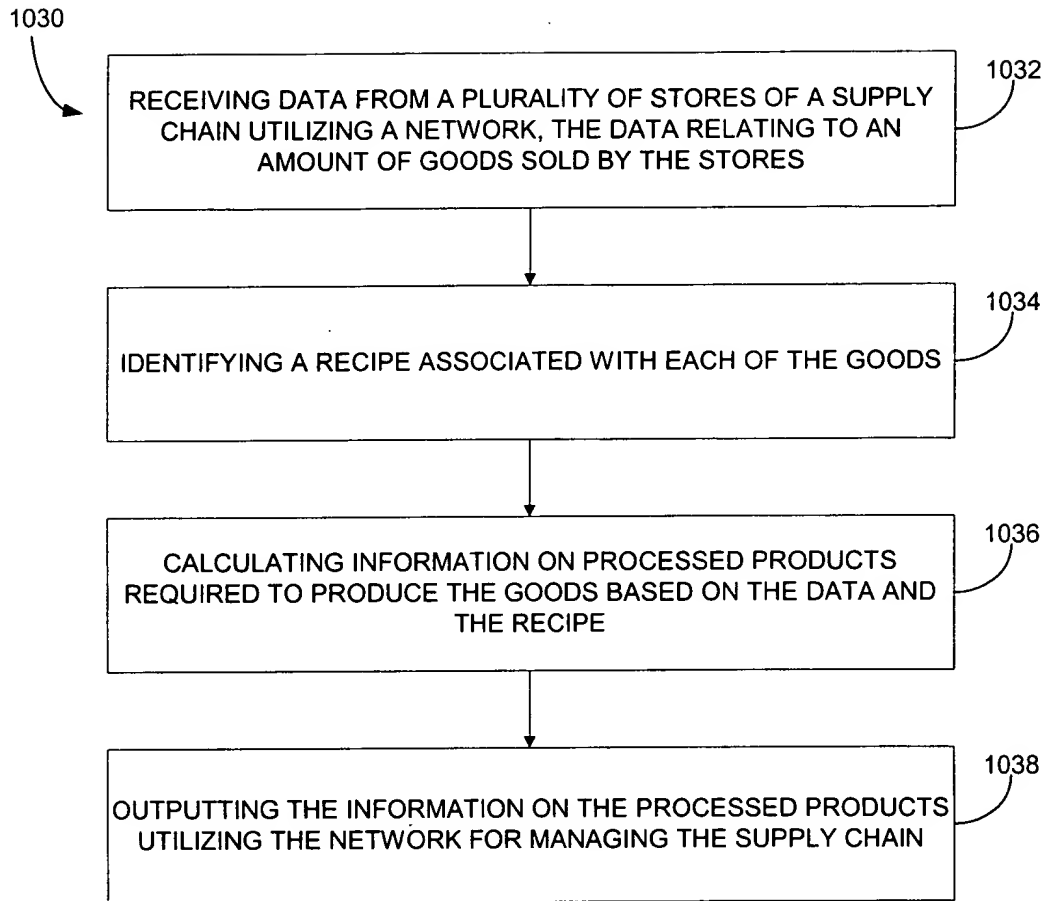 1030
1032
RECEIVING DATA FROM A PLURALITY OF STORES OF A SUPPLY
CHAIN UTILIZING A NETWORK, THE DATA RELATING TO AN
AMOUNT OF GOODS SOLD BY THE STORES
1034
IDENTIFYING A RECIPE ASSOCIATED WITH EACH OF THE GOODS
1036
CALCULATING INFORMATION ON PROCESSED PRODUCTS
REQUIRED TO PRODUCE THE GOODS BASED ON THE DATA AND
THE RECIPE
1038
OUTPUTTING THE INFORMATION ON THE PROCESSED PRODUCTS
UTILIZING THE NETWORK FOR MANAGING THE SUPPLY CHAIN